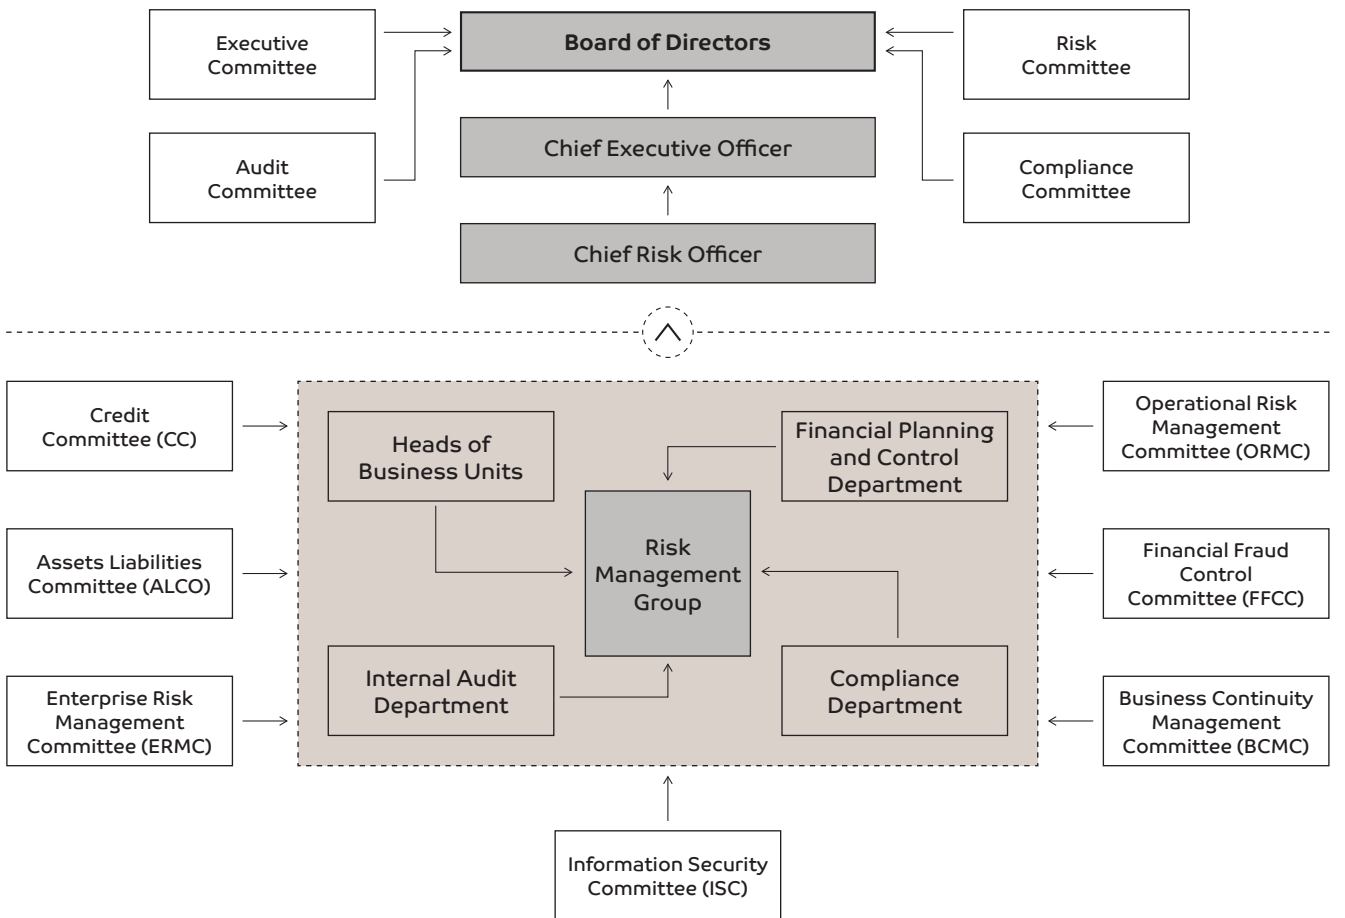 Executive
Committee
Board of Directors
Risk
Committee
Audit
Committee
Chief Executive Officer
Compliance
Committee
Chief Risk Officer
Credit
Committee (CC)
Heads of
Business Units
Financial Planning
and Control
Department
Operational Risk
Management
Committee (ORMC)
Assets Liabilities
Committee (ALCO)
Risk
Management
Group
Financial Fraud
Control
Committee (FFCC)
Enterprise Risk
Management
Committee (ERMC)
Internal Audit
Department
Compliance
Department
Business Continuity
Management
Committee (BCMC)
Information Security
Committee (ISC)